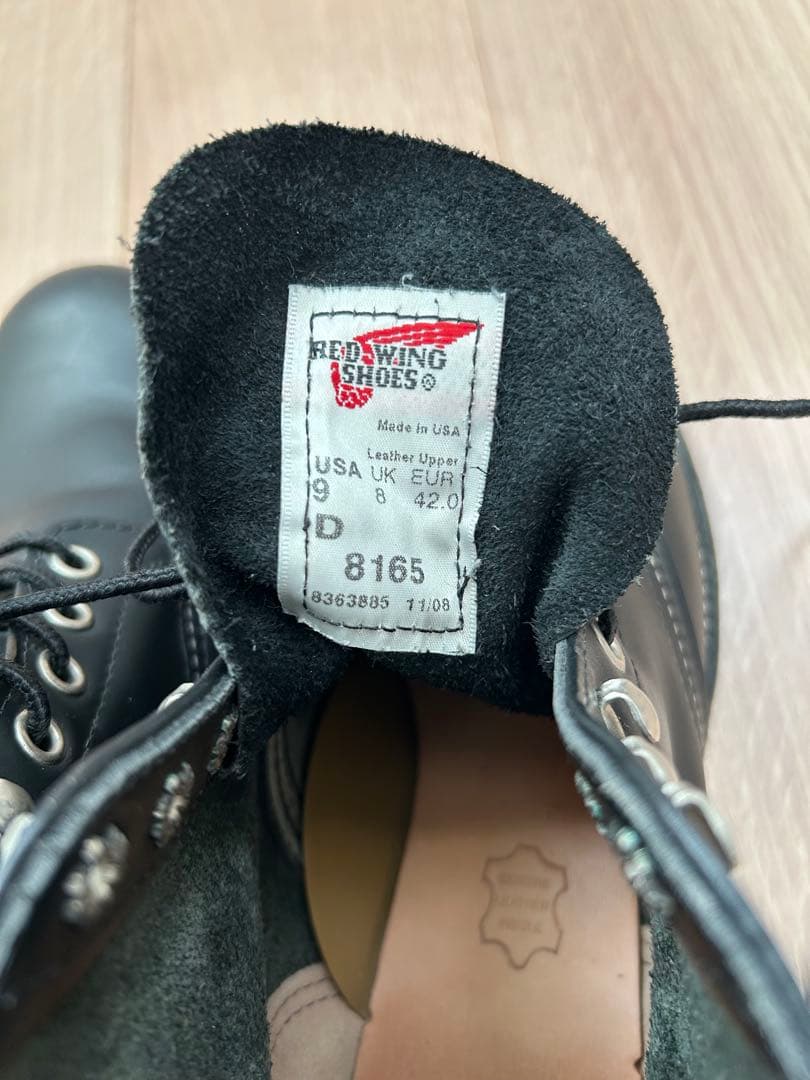 RED WING
SHOES®
Made in USA
Leather Upper
USA UK EUR
9 8 42.0
D
8165
8363885 11/08